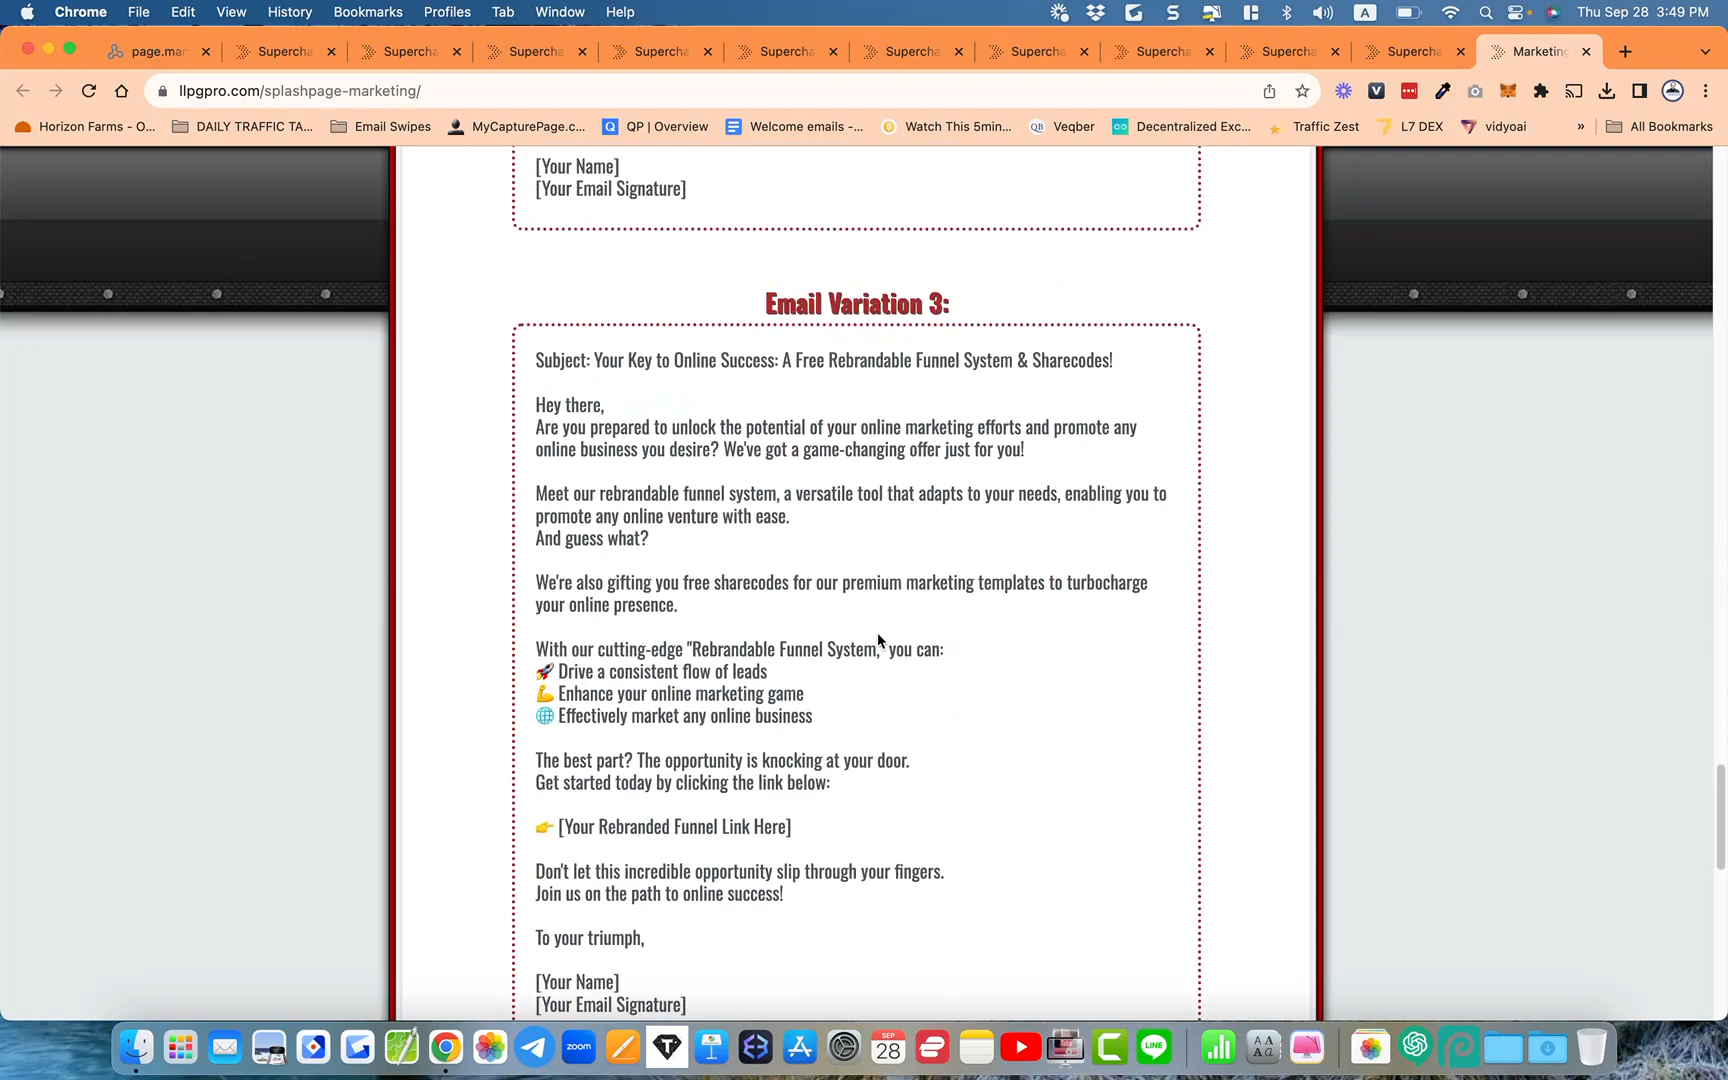 Chrome File Edit View History Bookmarks Profiles Tab Window Help
A
Thu Sep 28 3:49 PM
page.mar
Supercha
Supercha
Supercha
Supercha
Supercha
Supercha
Supercha
Supercha
Supercha
Supercha
Marketing
llpgpro.com/splashpage-marketing/
Horizon Farms - O...
DAILY TRAFFIC TA...
Email Swipes
MyCapturePage.c...
QP | Overview
Welcome emails -...
Watch This 5min...
Veqber
Decentralized Exc...
Traffic Zest
L7 DEX
vidyoai
»
All Bookmarks
[Your Name]
[Your Email Signature]
Email Variation 3:
Subject: Your Key to Online Success: A Free Rebrandable Funnel System & Sharecodes!
Hey there,
Are you prepared to unlock the potential of your online marketing efforts and promote any
online business you desire? We've got a game-changing offer just for you!
Meet our rebrandable funnel system, a versatile tool that adapts to your needs, enabling you to
promote any online venture with ease.
And guess what?
We're also gifting you free sharecodes for our premium marketing templates to turbocharge
your online presence.
With our cutting-edge "Rebrandable Funnel System," you can:
🚀 Drive a consistent flow of leads
💪 Enhance your online marketing game
🌐 Effectively market any online business
The best part? The opportunity is knocking at your door.
Get started today by clicking the link below:
👉 [Your Rebranded Funnel Link Here]
Don't let this incredible opportunity slip through your fingers.
Join us on the path to online success!
To your triumph,
[Your Name]
[Your Email Signature]
zoom
SEP
28
LINE